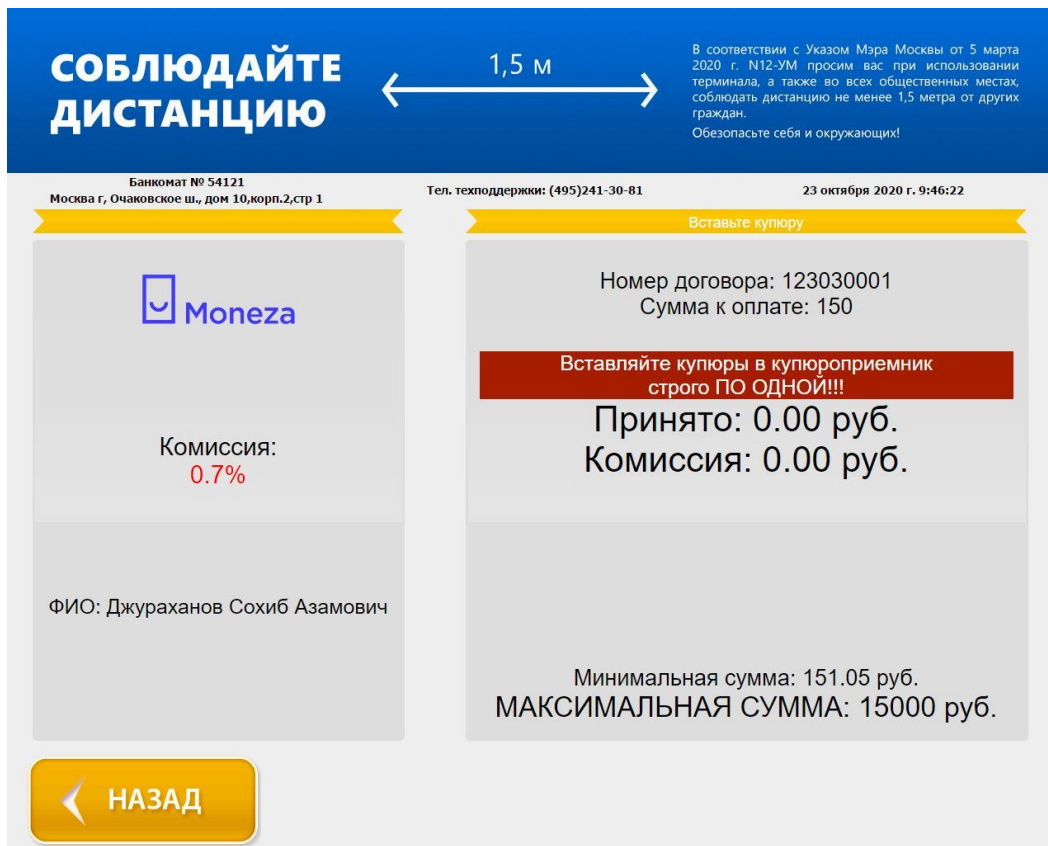 СОБЛЮДАЙТЕ
ДИСТАНЦИЮ
1,5 м
В соответствии с Указом Мэра Москвы от 5 марта
2020 г. N12-УМ просим вас при использовании
терминала, а также во всех общественных местах,
соблюдать дистанцию не менее 1,5 метра от других
граждан.
Обезопасьте себя и окружающих!
Банкомат № 54121
Москва г, Очаковское ш., дом 10,корп.2,стр 1
Тел. техподдержки: (495)241-30-81
23 октября 2020 г. 9:46:22
Moneza
Комиссия:
0.7%
ФИО: Джураханов Сохиб Азамович
Вставьте купюру
Номер договора: 123030001
Сумма к оплате: 150
Вставляйте купюры в купюроприемник
строго ПО ОДНОЙ!!!
Принято: 0.00 руб.
Комиссия: 0.00 руб.
Минимальная сумма: 151.05 руб.
МАКСИМАЛЬНАЯ СУММА: 15000 руб.
НАЗАД